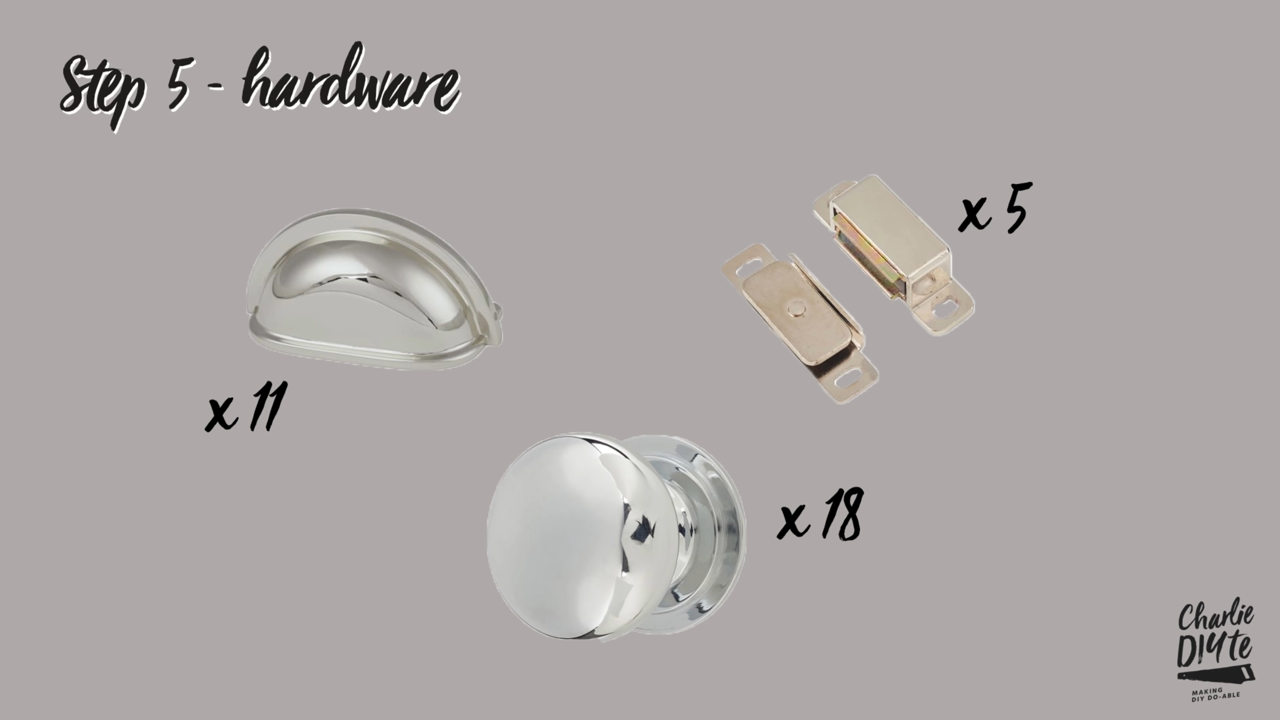 Step 5 - hardware
x 5
x 11
x 18
Charlie
DIYte
MAKING
DIY DO-ABLE